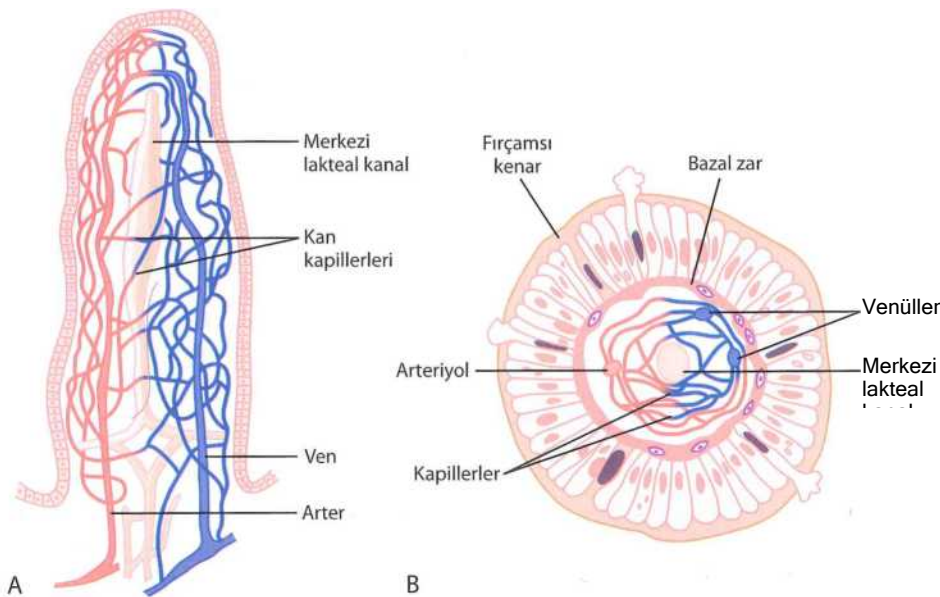 Merkezi
lakteal kanal
Kan
kapillerleri
Ven
Arter
A
Fırçamsı
kenar
Bazal zar
Venüller
Arteriyol
Merkezi
lakteal
Kapillerler
B